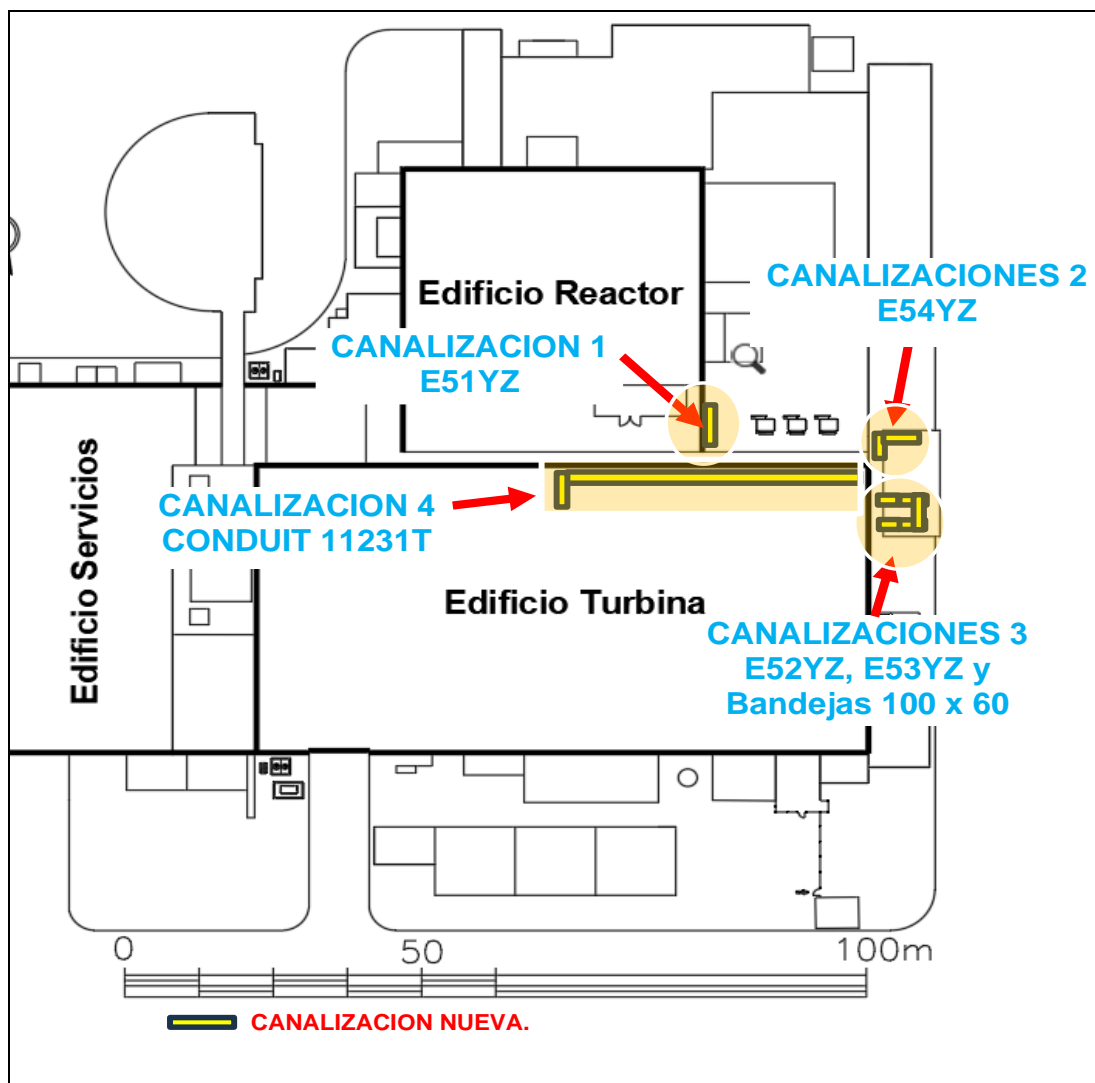 Edificio Reactor
CANALIZACIONES 2
E54YZ
CANALIZACION 1
E51YZ
Edificio Servicios
CANALIZACION 4
CONDUIT 11231T
Edificio Turbina
CANALIZACIONES 3
E52YZ, E53YZ y
Bandejas 100 x 60
0
50
100m
CANALIZACION NUEVA.